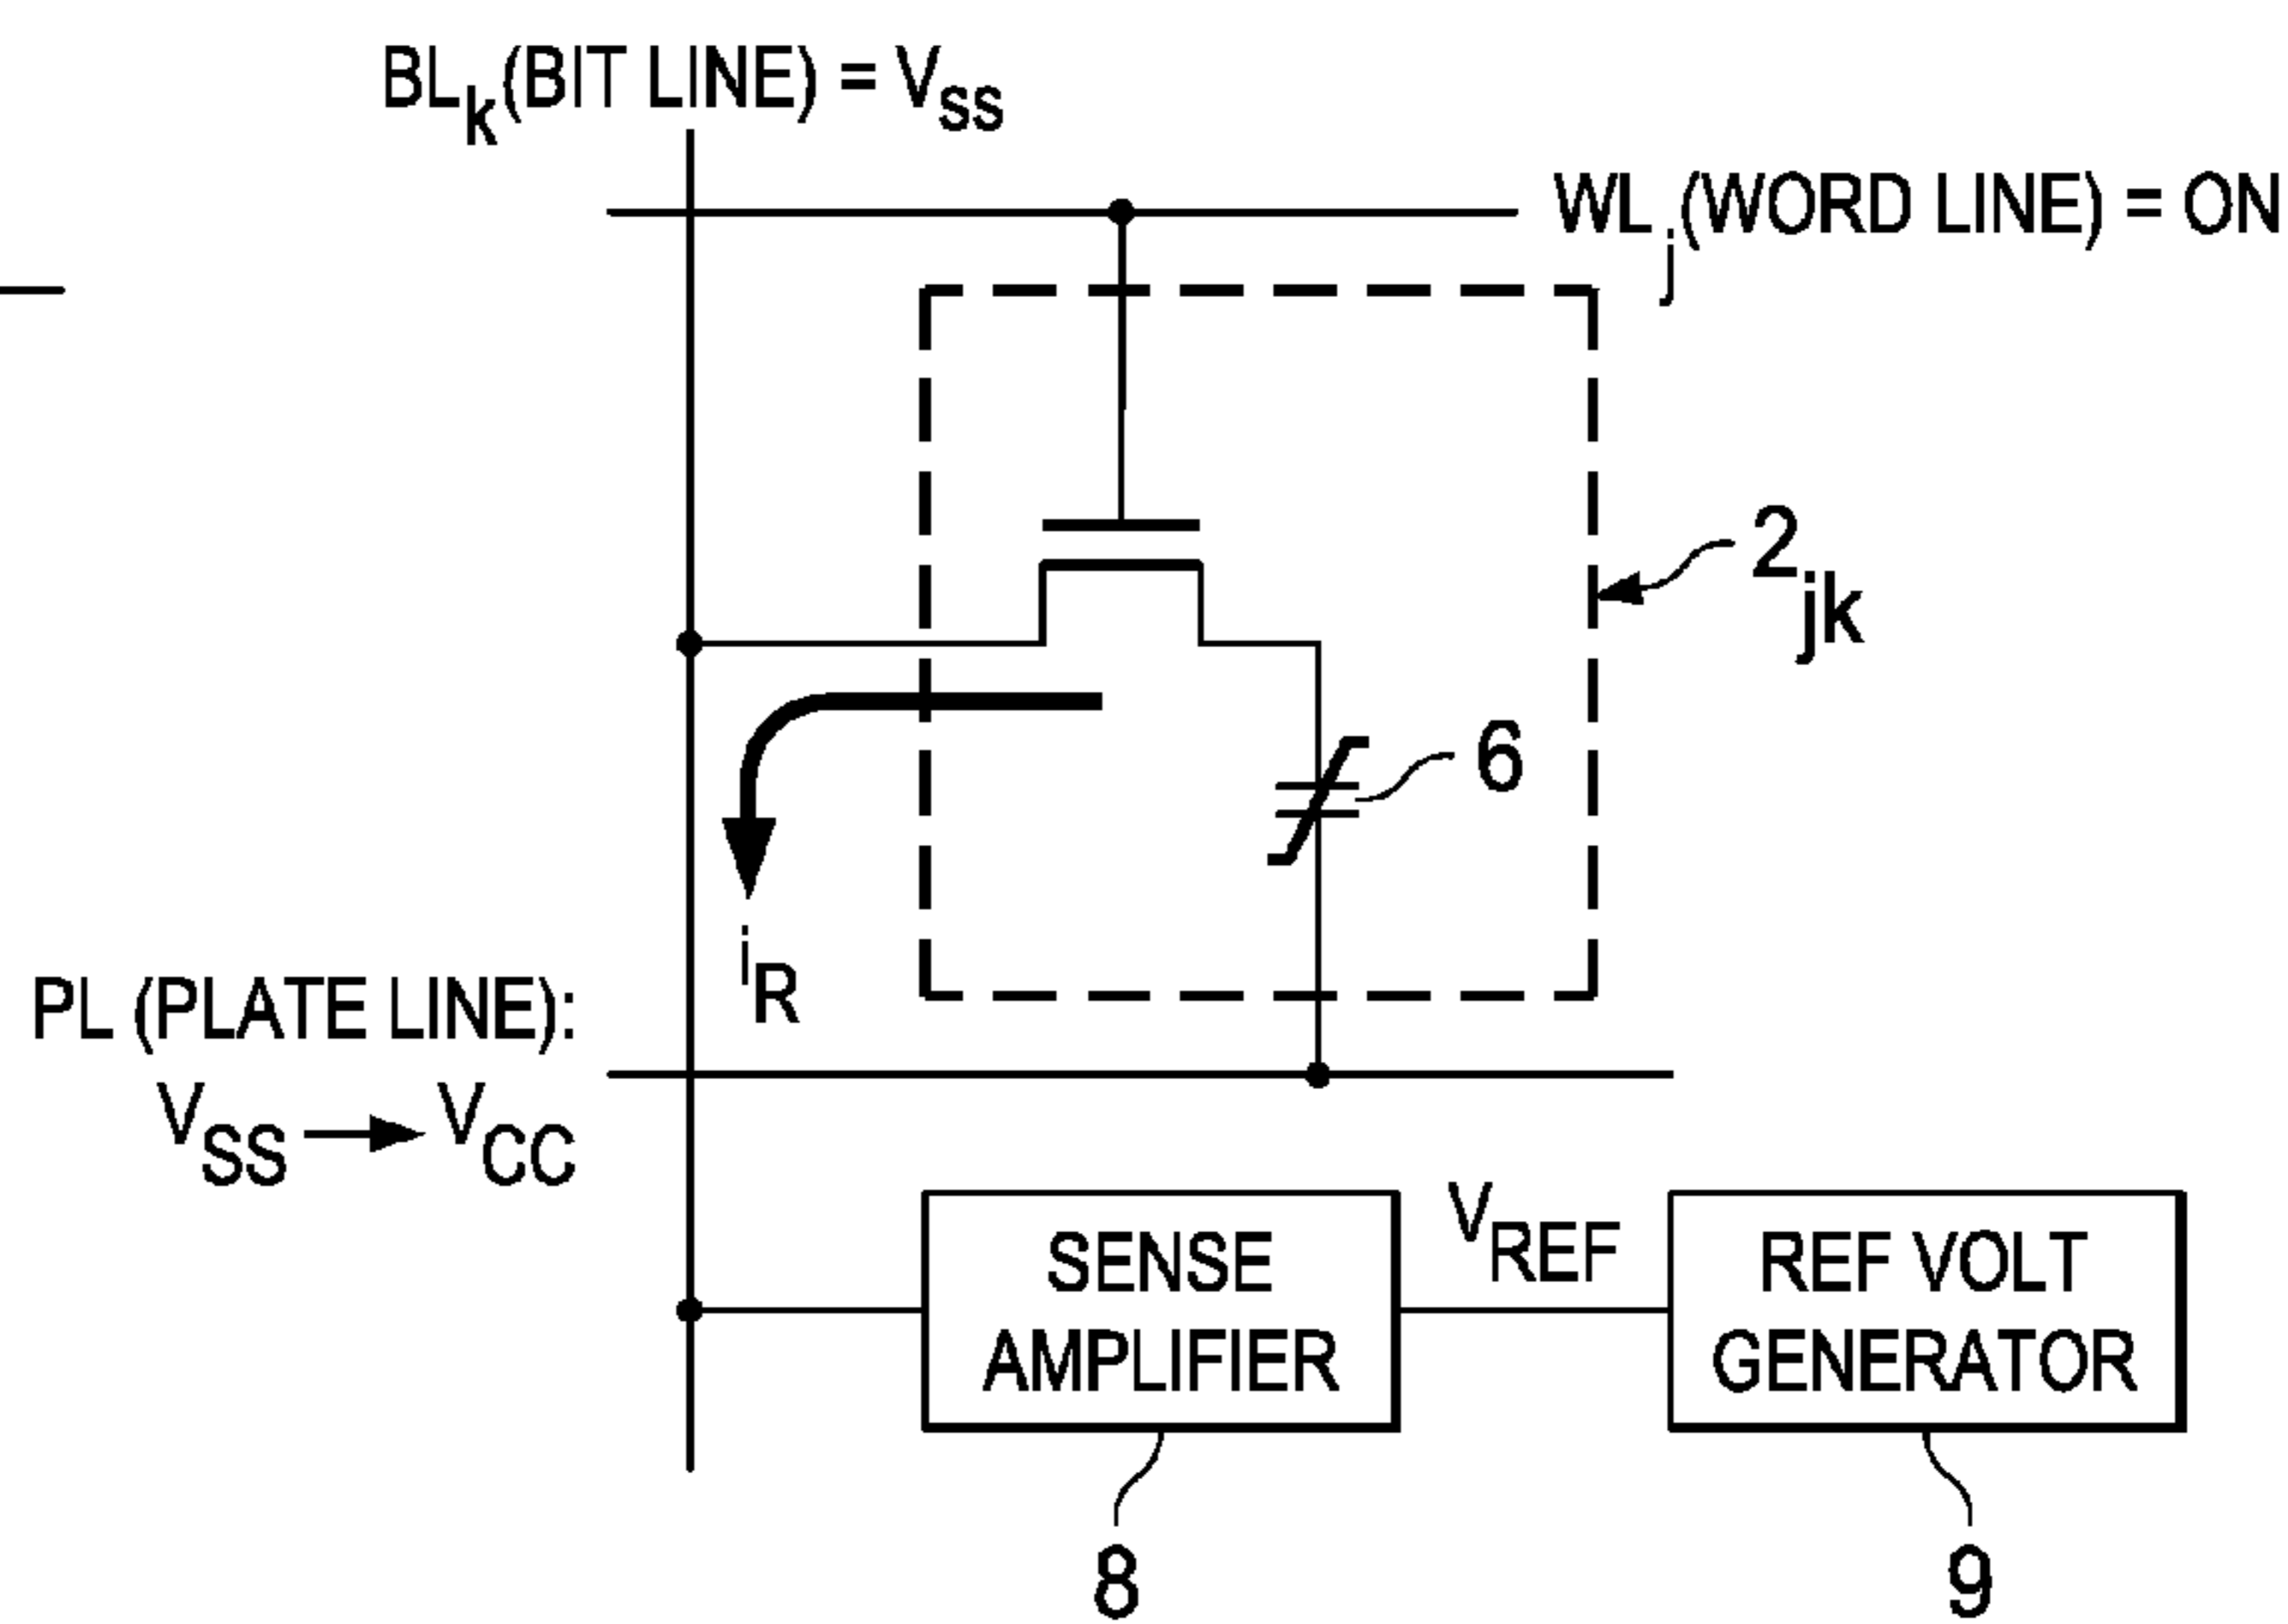 BLk(BIT LINE) = VSS
WLj(WORD LINE) = ON
2jk
6
iR
PL (PLATE LINE):
VSS → VCC
VREF
SENSE
AMPLIFIER
REF VOLT
GENERATOR
8
9